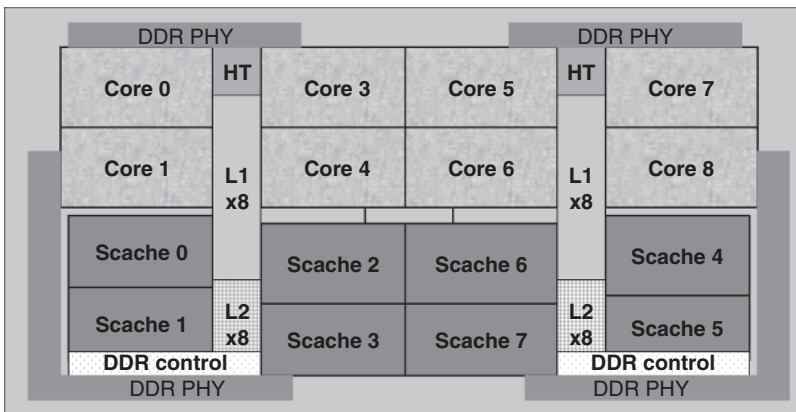 DDR PHY
DDR PHY
Core 0
HT
Core 3
Core 5
HT
Core 7
Core 1
L1
x8
Core 4
Core 6
L1
x8
Core 8
Scache 0
Scache 2
Scache 6
Scache 4
Scache 1
L2
x8
Scache 3
Scache 7
L2
x8
Scache 5
DDR control
DDR control
DDR PHY
DDR PHY